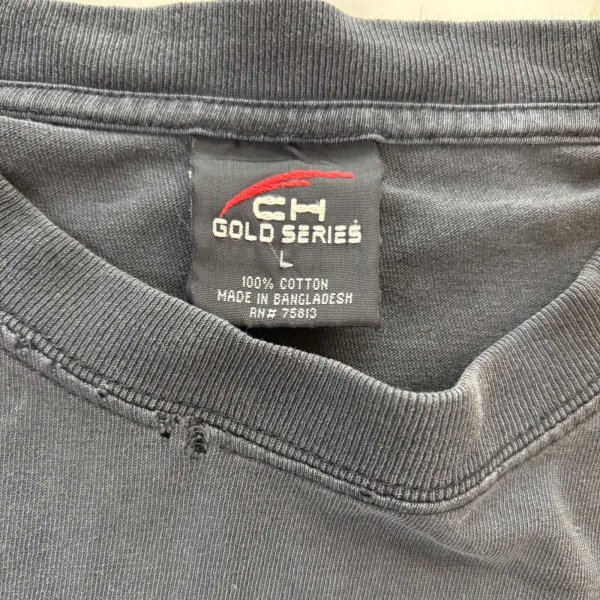 CH
GOLD SERIES
L
100% COTTON
MADE IN BANGLADESH
RN# 75813